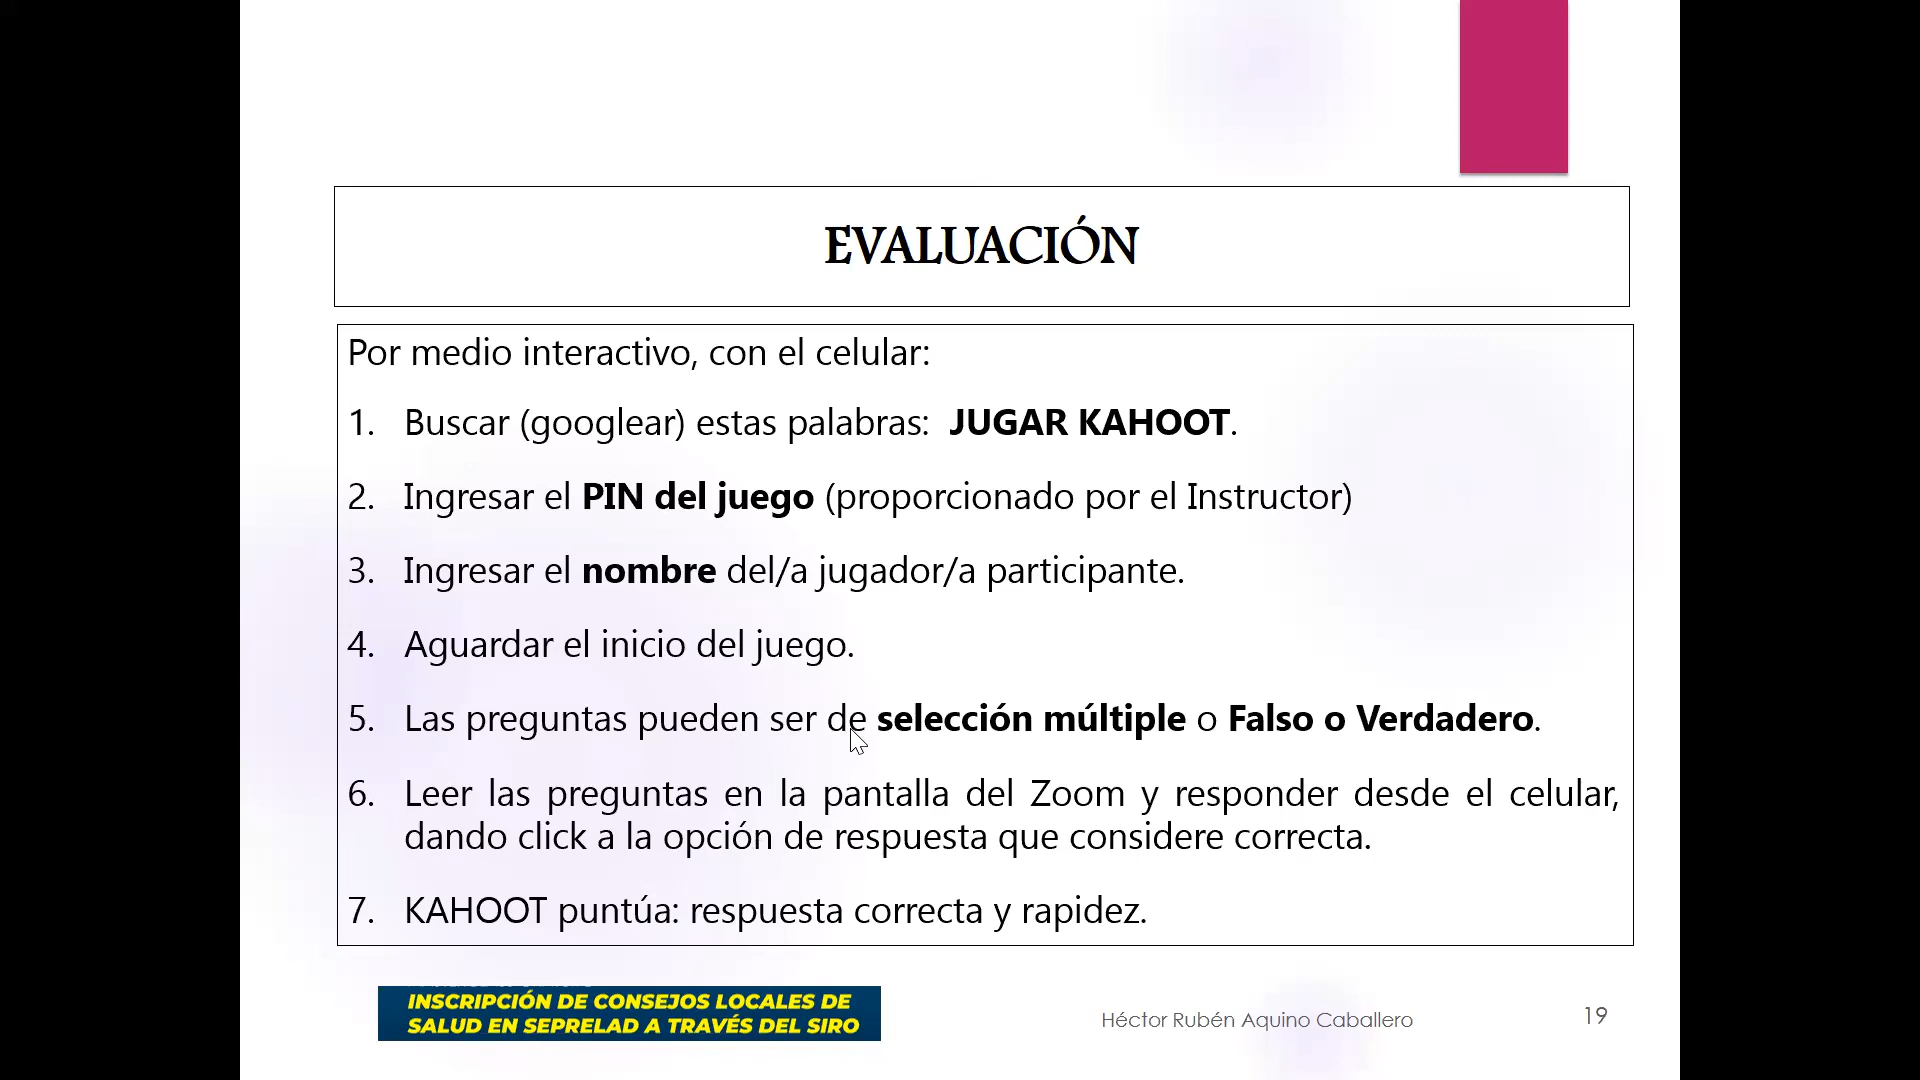 EVALUACIÓN
Por medio interactivo, con el celular:
1. Buscar (googlear) estas palabras: JUGAR KAHOOT.
2. Ingresar el PIN del juego (proporcionado por el Instructor)
3. Ingresar el nombre del/a jugador/a participante.
4. Aguardar el inicio del juego.
5. Las preguntas pueden ser de selección múltiple o Falso o Verdadero.
6. Leer las preguntas en la pantalla del Zoom y responder desde el celular,
dando click a la opción de respuesta que considere correcta.
7. KAHOOT puntúa: respuesta correcta y rapidez.
INSCRIPCIÓN DE CONSEJOS LOCALES DE
SALUD EN SEPRELAD A TRAVÉS DEL SIRO
Héctor Rubén Aquino Caballero
19